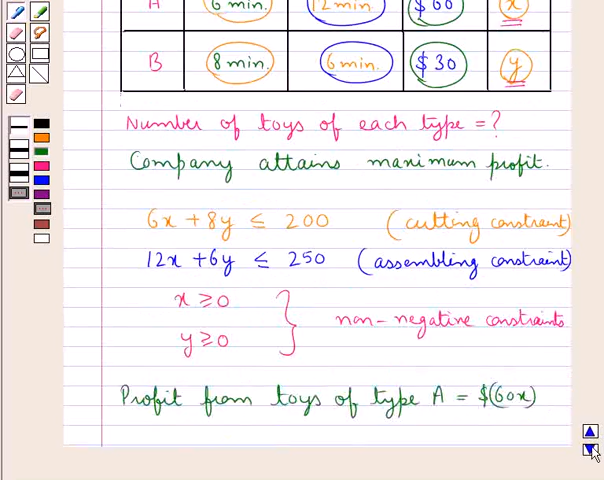 A 6 min. 12 min. $ 60 x
B 8 min. 6 min. $ 30 y
Number of toys of each type = ?
Company attains maximum profit.
6x + 8y ≤ 200 (cutting constraint)
12x + 6y ≤ 250 (assembling constraint)
x ≥ 0
non-negative constraints
y ≥ 0
Profit from toys of type A = $(60x)